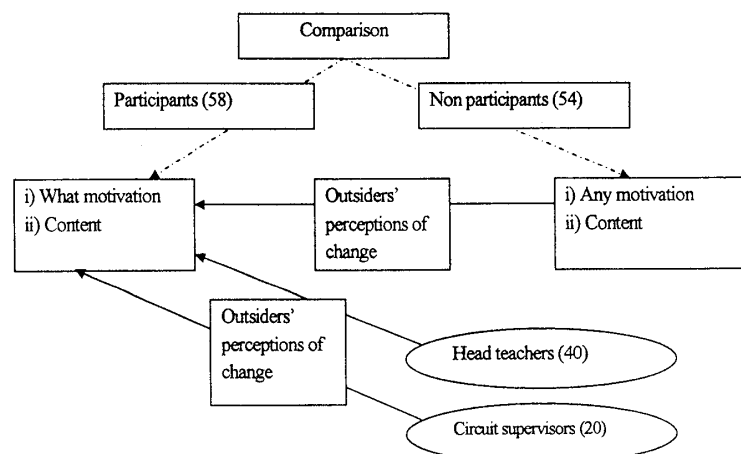 Comparison
Participants (58)
Non participants (54)
i) What motivation
ii) Content
Outsiders'
perceptions of
change
i) Any motivation
ii) Content
Outsiders'
perceptions of
change
Head teachers (40)
Circuit supervisors (20)